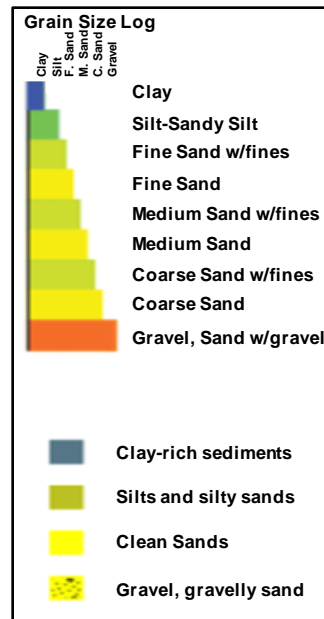 Grain Size Log
Clay
Silt
F. Sand
M. Sand
C. Sand
Gravel
Clay
Silt-Sandy Silt
Fine Sand w/fines
Fine Sand
Medium Sand w/fines
Medium Sand
Coarse Sand w/fines
Coarse Sand
Gravel, Sand w/gravel
Clay-rich sediments
Silts and silty sands
Clean Sands
Gravel, gravelly sand